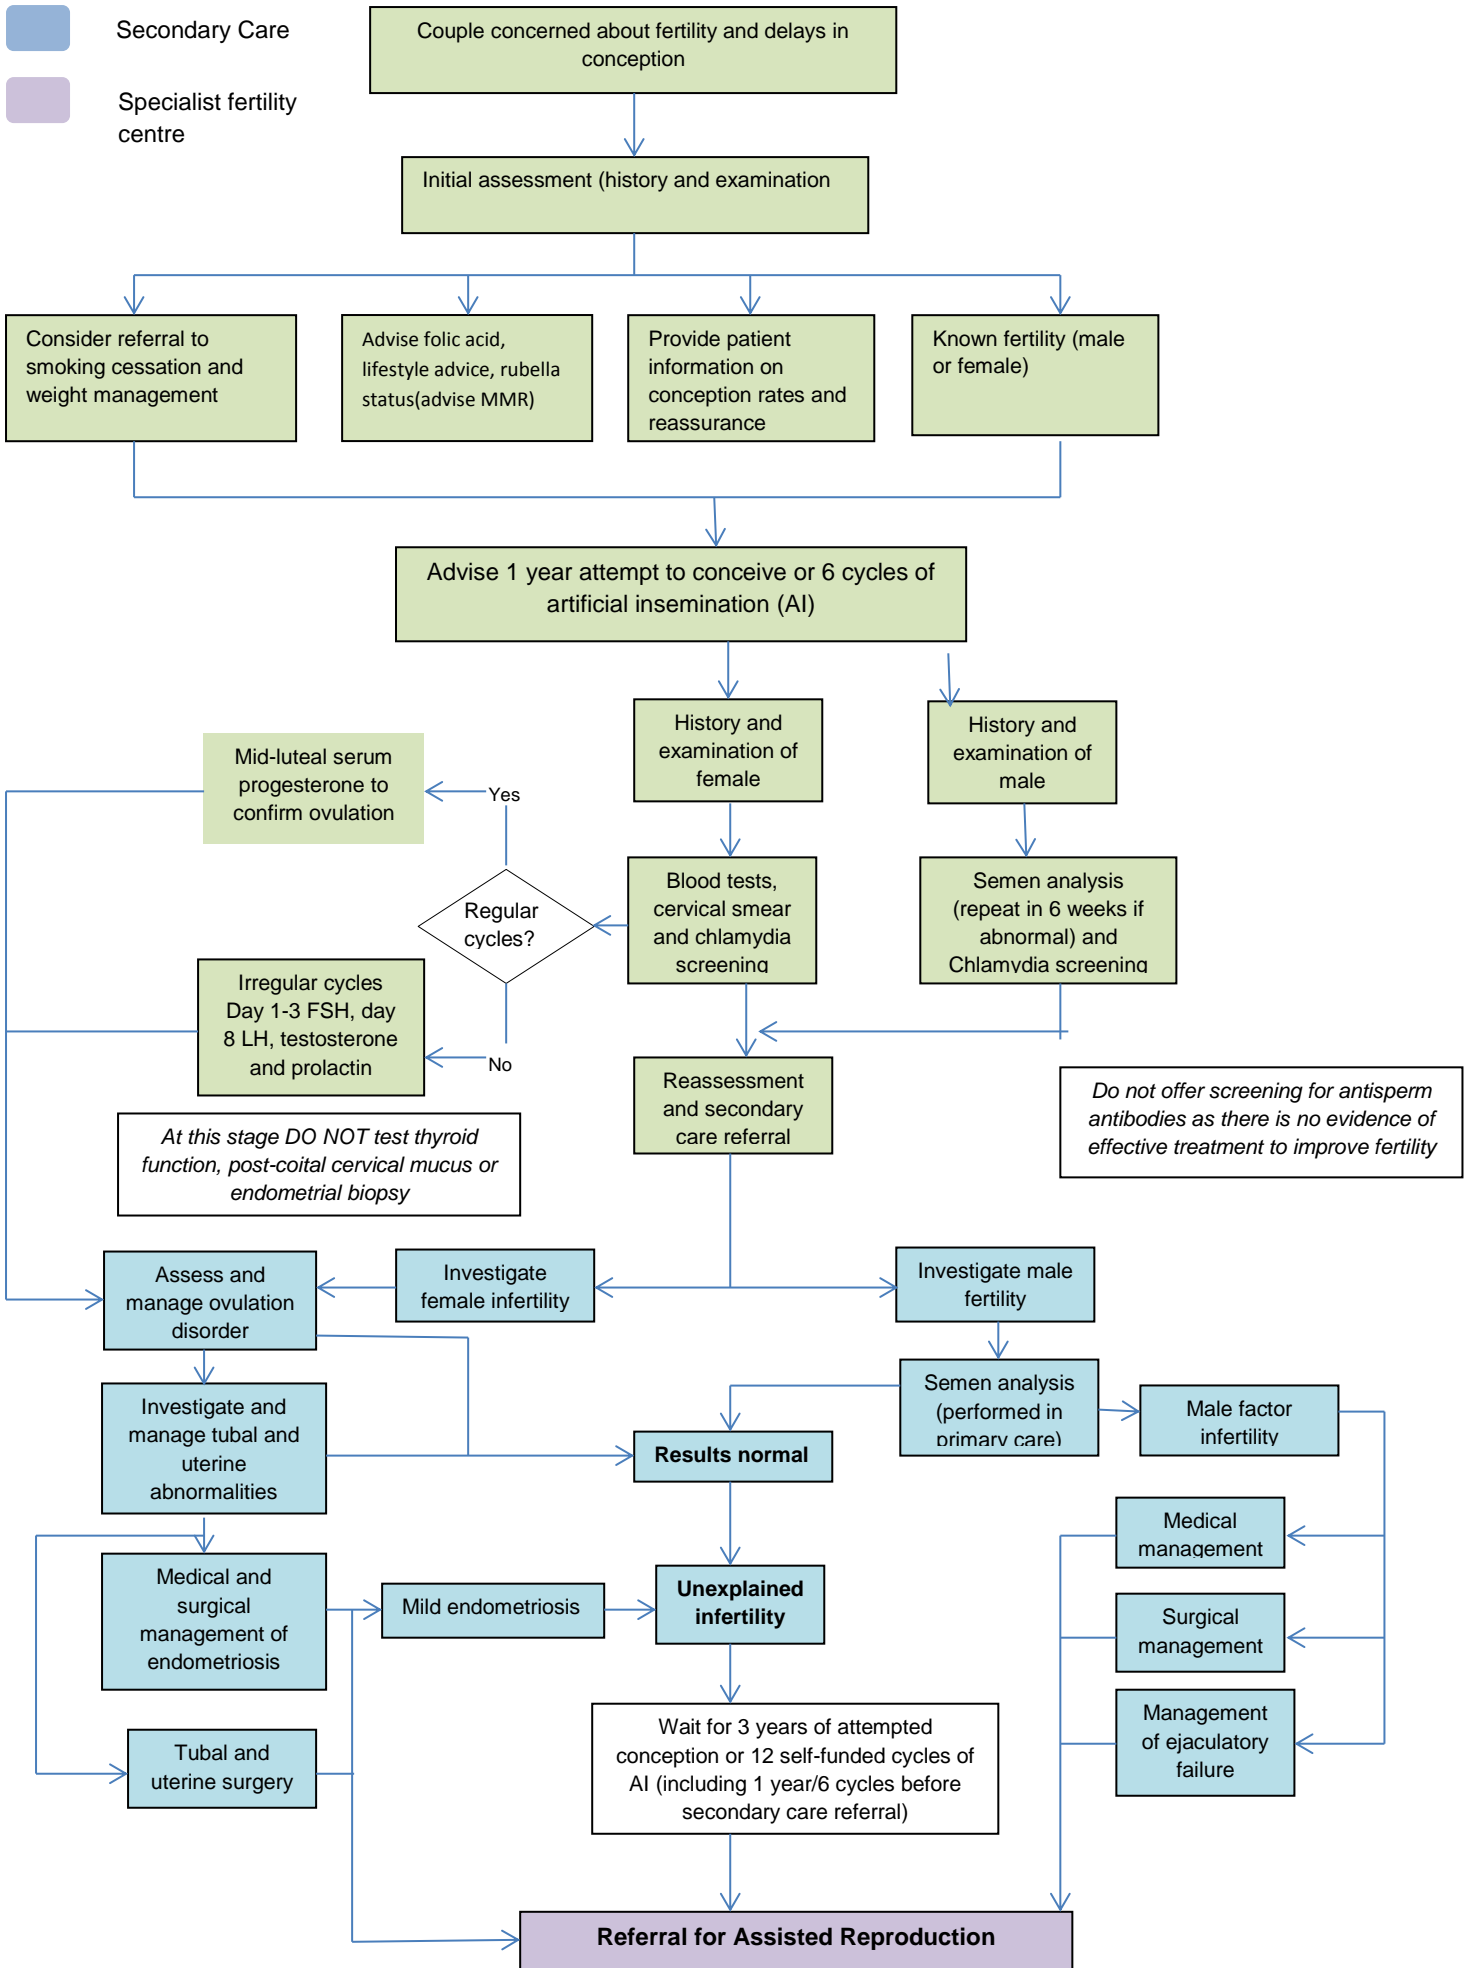 Secondary Care
Specialist fertility
centre
Couple concerned about fertility and delays in
conception
Initial assessment (history and examination
Consider referral to
smoking cessation and
weight management
Advise folic acid,
lifestyle advice, rubella
status(advise MMR)
Provide patient
information on
conception rates and
reassurance
Known fertility (male
or female)
Advise 1 year attempt to conceive or 6 cycles of
artificial insemination (AI)
History and
examination of
female
History and
examination of
male
Mid-luteal serum
progesterone to
confirm ovulation
Yes
Regular
cycles?
Blood tests,
cervical smear
and chlamydia
screening
Semen analysis
(repeat in 6 weeks if
abnormal) and
Chlamydia screening
Irregular cycles
Day 1-3 FSH, day
8 LH, testosterone
and prolactin
No
Reassessment
and secondary
care referral
Do not offer screening for antisperm
antibodies as there is no evidence of
effective treatment to improve fertility
At this stage DO NOT test thyroid
function, post-coital cervical mucus or
endometrial biopsy
Assess and
manage ovulation
disorder
Investigate
female infertility
Investigate male
fertility
Investigate and
manage tubal and
uterine
abnormalities
Results normal
Semen analysis
(performed in
primary care)
Male factor
infertility
Medical
management
Medical and
surgical
management of
endometriosis
Mild endometriosis
Unexplained
infertility
Surgical
management
Tubal and
uterine surgery
Wait for 3 years of attempted
conception or 12 self-funded cycles of
AI (including 1 year/6 cycles before
secondary care referral)
Management
of ejaculatory
failure
Referral for Assisted Reproduction